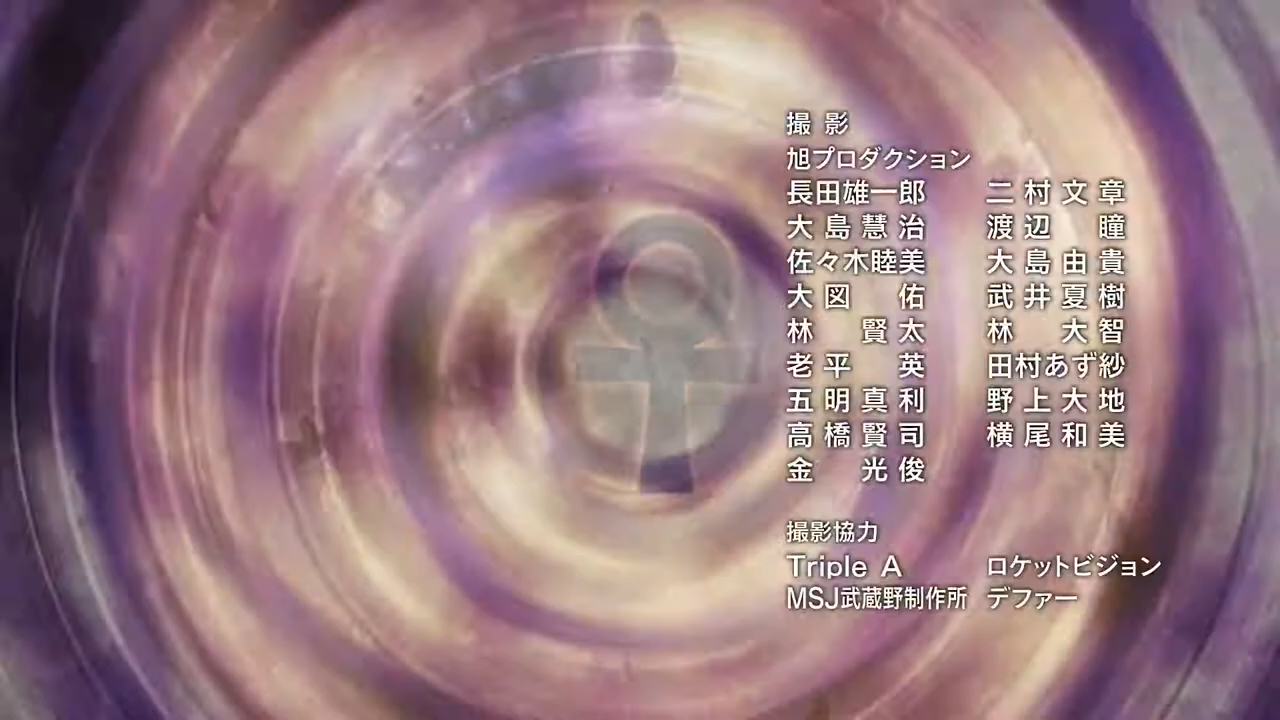 撮影
旭プロダクション
長田雄一郎 二村文章
大島慧治 渡辺瞳
佐々木睦美 大島由貴
大図佑 武井夏樹
林賢太 林大智
老平英 田村あず紗
五明真利 野上大地
高橋賢司 横尾和美
金光俊
撮影協力
Triple A ロケットビジョン
MSJ武蔵野制作所 デファー